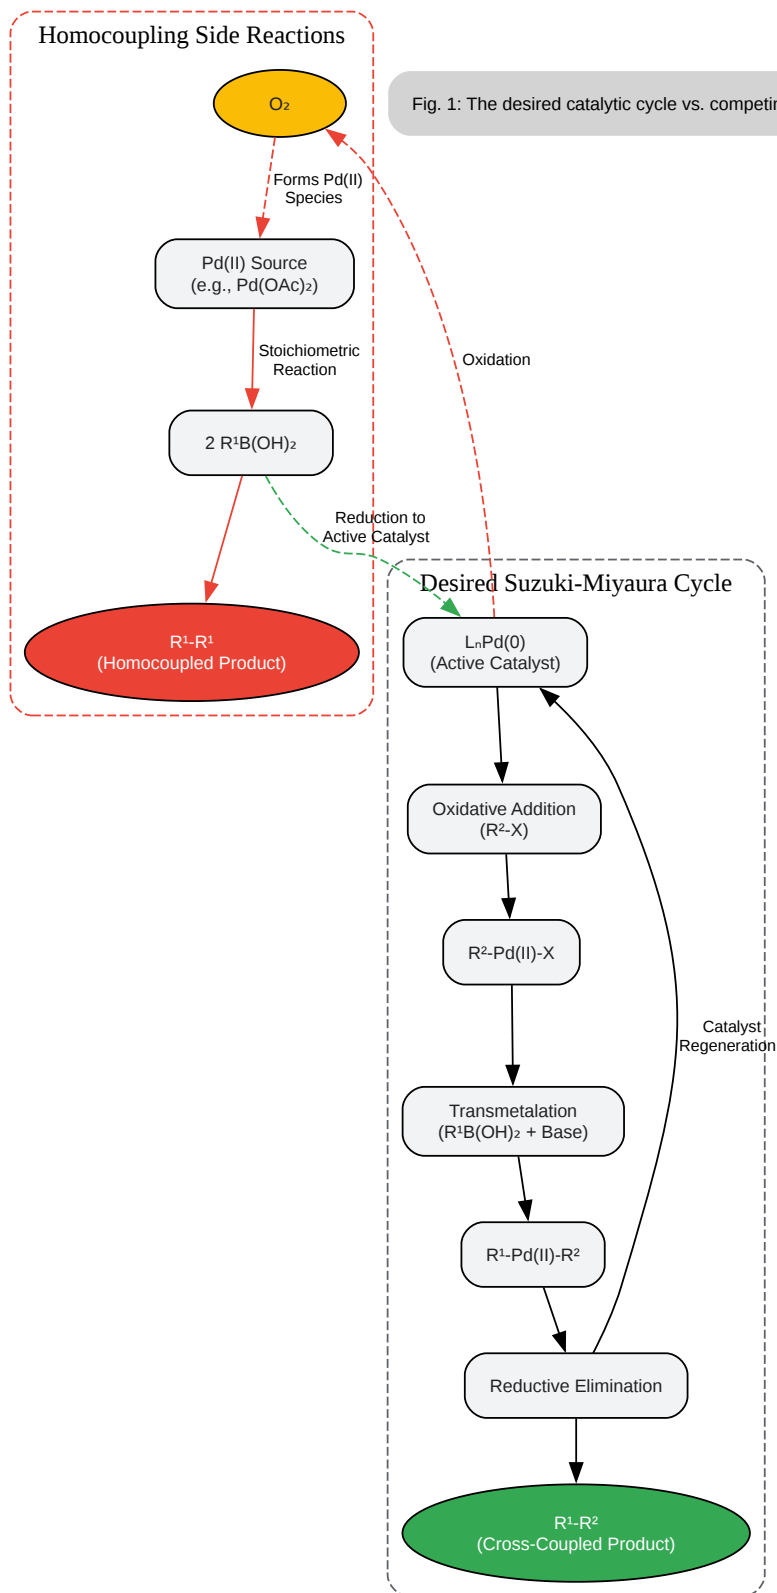 Homocoupling Side Reactions
O₂
Fig. 1: The desired catalytic cycle vs. competin
Forms Pd(II)
Species
Pd(II) Source
(e.g., Pd(OAc)₂)
Stoichiometric
Reaction
Oxidation
2 R¹B(OH)₂
Reduction to
Active Catalyst
R¹-R¹
(Homocoupled Product)
Desired Suzuki-Miyaura Cycle
LₙPd(0)
(Active Catalyst)
Oxidative Addition
(R²-X)
R²-Pd(II)-X
Catalyst
Regeneration
Transmetalation
(R¹B(OH)₂ + Base)
R¹-Pd(II)-R²
Reductive Elimination
R¹-R²
(Cross-Coupled Product)